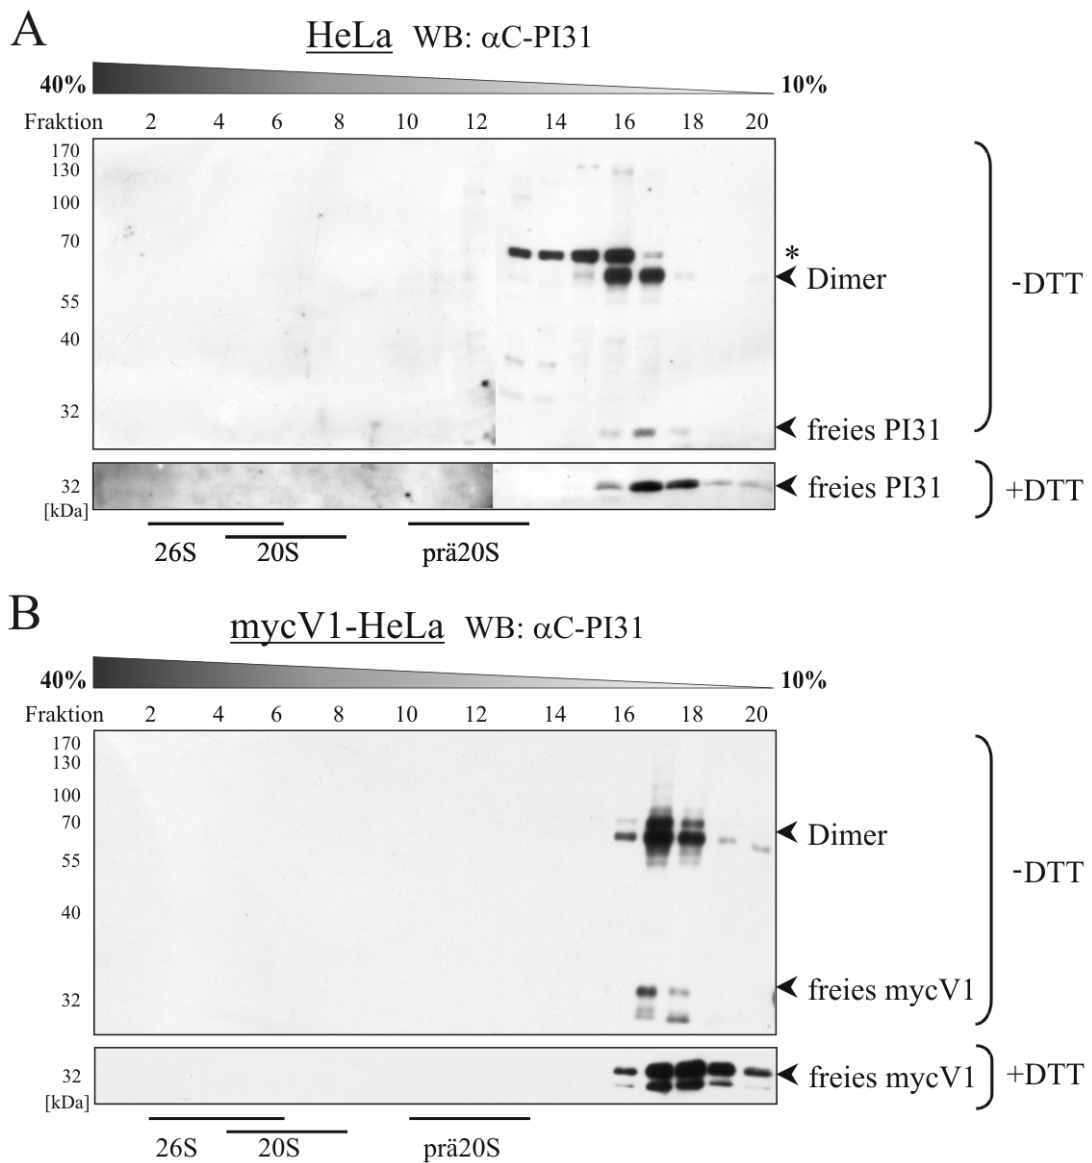 A
HeLa WB: αC-PI31
40% 10%
Fraktion 2 4 6 8 10 12 14 16 18 20
170
130
100
70
*
Dimer
-DTT
55
40
32
freies PI31
32
freies PI31
+DTT
[kDa]
26S 20S prä20S
B
mycV1-HeLa WB: αC-PI31
40% 10%
Fraktion 2 4 6 8 10 12 14 16 18 20
170
130
100
70
Dimer
55
-DTT
40
32
freies mycV1
32
freies mycV1
+DTT
[kDa]
26S 20S prä20S